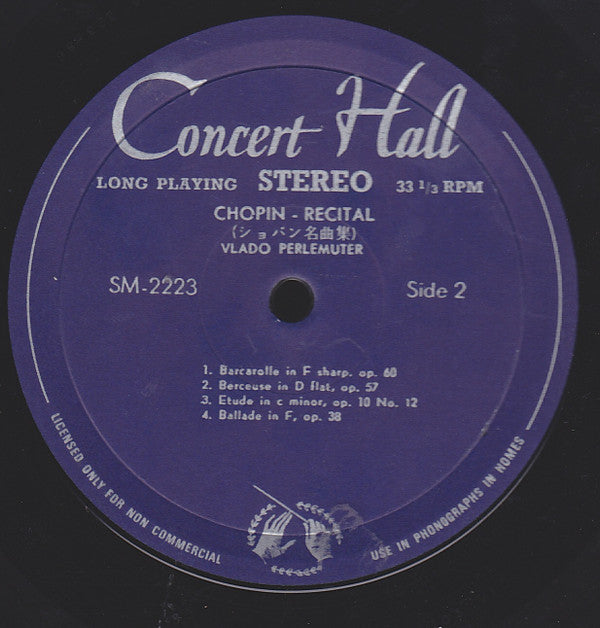 Concert Hall
LONG PLAYING STEREO 33 1/3 RPM
CHOPIN - RECITAL
(ショパン名曲集)
VLADO PERLEMUTER
SM-2223 Side 2
1. Barcarolle in F sharp. op. 60
2. Berceuse in D flat, op. 57
3. Etude in c minor, op. 10 No. 12
4. Ballade in F, op. 38
LICENSED ONLY FOR NON COMMERCIAL
USE IN PHONOGRAPHS IN HOMES